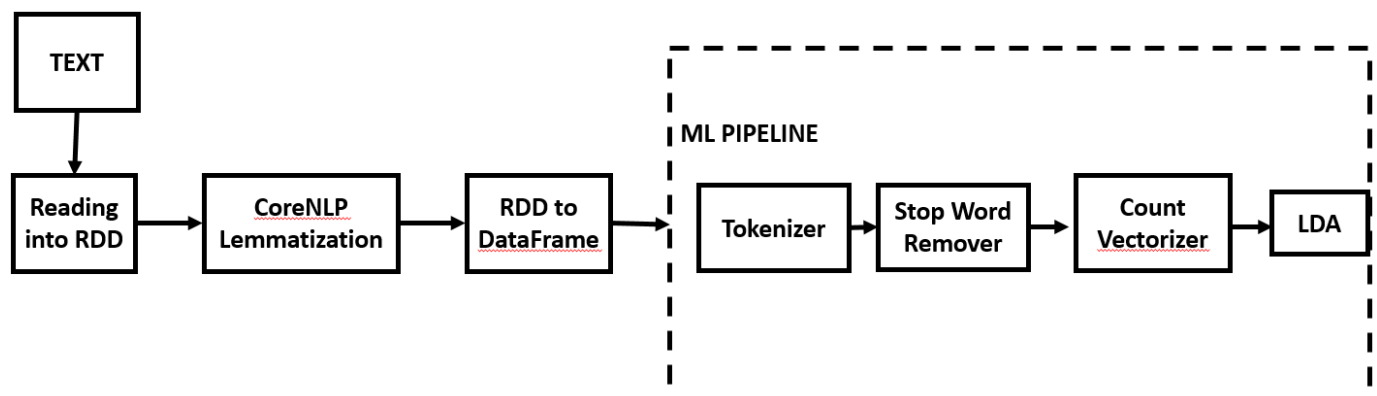 TEXT
ML PIPELINE
Reading
into RDD
CoreNLP
Lemmatization
RDD to
DataFrame
Tokenizer
Stop Word
Remover
Count
Vectorizer
LDA